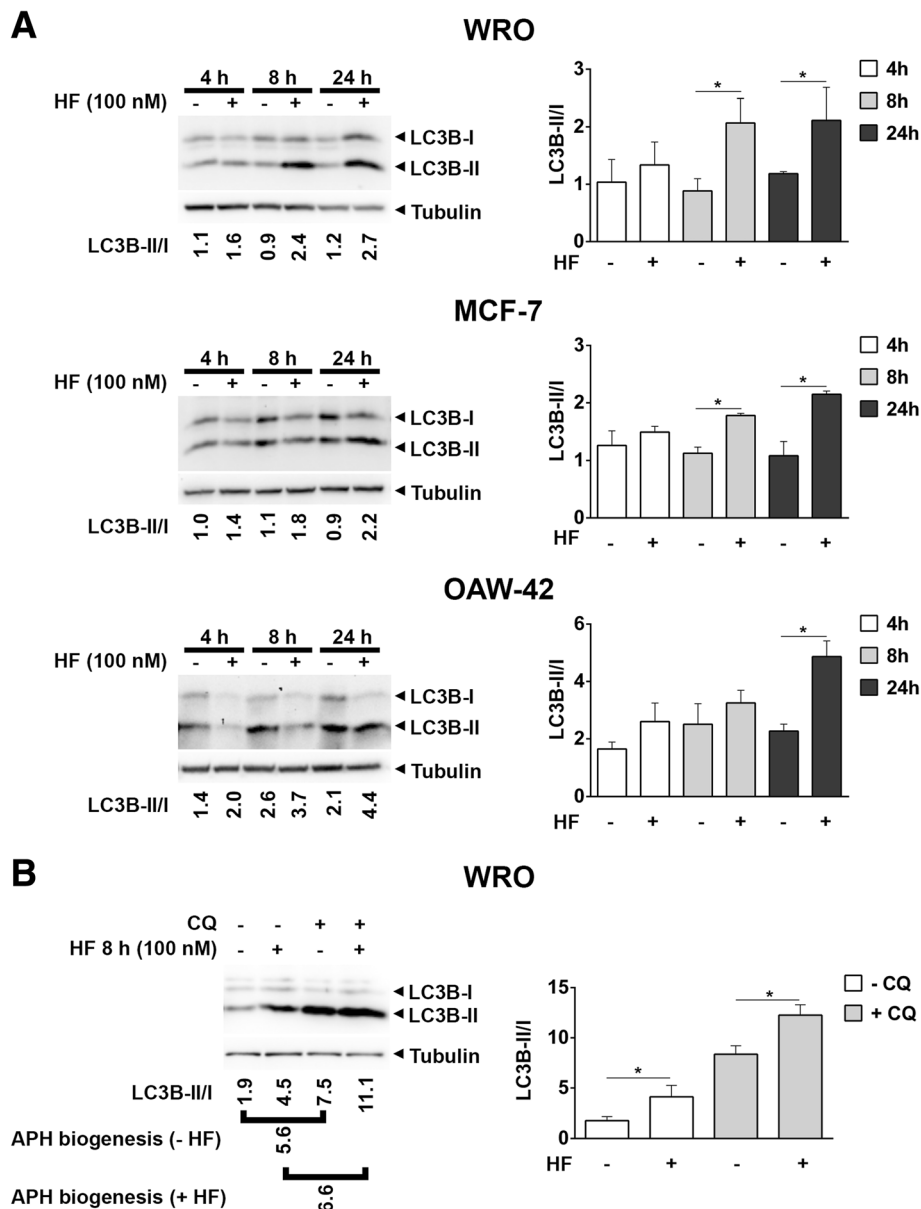 A
WRO
4 h 8 h 24 h
HF (100 nM) - + - + - +
LC3B-I
LC3B-II
Tubulin
LC3B-II/I 1.1 1.6 0.9 2.4 1.2 2.7
LC3B-II/I
3
2
1
0
HF - + - + - +
4h
8h
24h
MCF-7
4 h 8 h 24 h
HF (100 nM) - + - + - +
LC3B-I
LC3B-II
Tubulin
LC3B-II/I 1.0 1.4 1.1 1.8 0.9 2.2
LC3B-II/I
3
2
1
0
* *
HF - + - + - +
4h
8h
24h
OAW-42
4 h 8 h 24 h
HF (100 nM) - + - + - +
LC3B-I
LC3B-II
Tubulin
LC3B-II/I 1.4 2.0 2.6 3.7 2.1 4.4
LC3B-II/I
6
4
2
0
*
HF - + - + - +
4h
8h
24h
B
WRO
CQ - - + +
HF 8 h (100 nM) - + - +
LC3B-I
LC3B-II
Tubulin
LC3B-II/I 1.9 4.5 7.5 11.1
APH biogenesis (- HF) 5.6
APH biogenesis (+ HF) 6.6
LC3B-II/I
15
10
5
0
* *
HF - + - +
- CQ
+ CQ